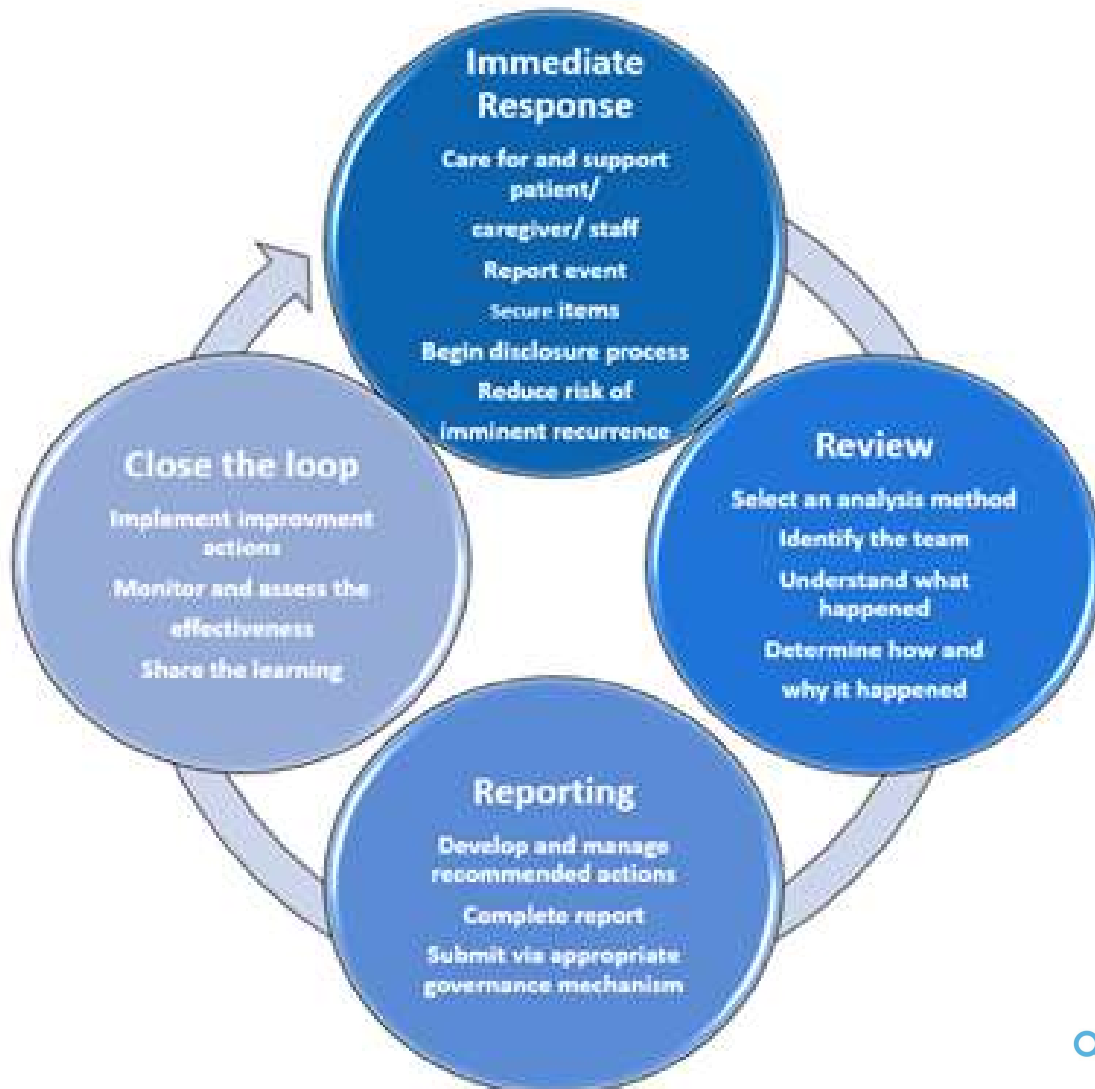 Immediate
Response
Care for and support
patient/
caregiver/ staff
Report event
Secure items
Begin disclosure process
Reduce risk of
imminent recurrence
Review
Select an analysis method
Identify the team
Understand what
happened
Determine how and
why it happened
Reporting
Develop and manage
recommended actions
Complete report
Submit via appropriate
governance mechanism
Close the loop
Implement improvment
actions
Monitor and assess the
effectiveness
Share the learning